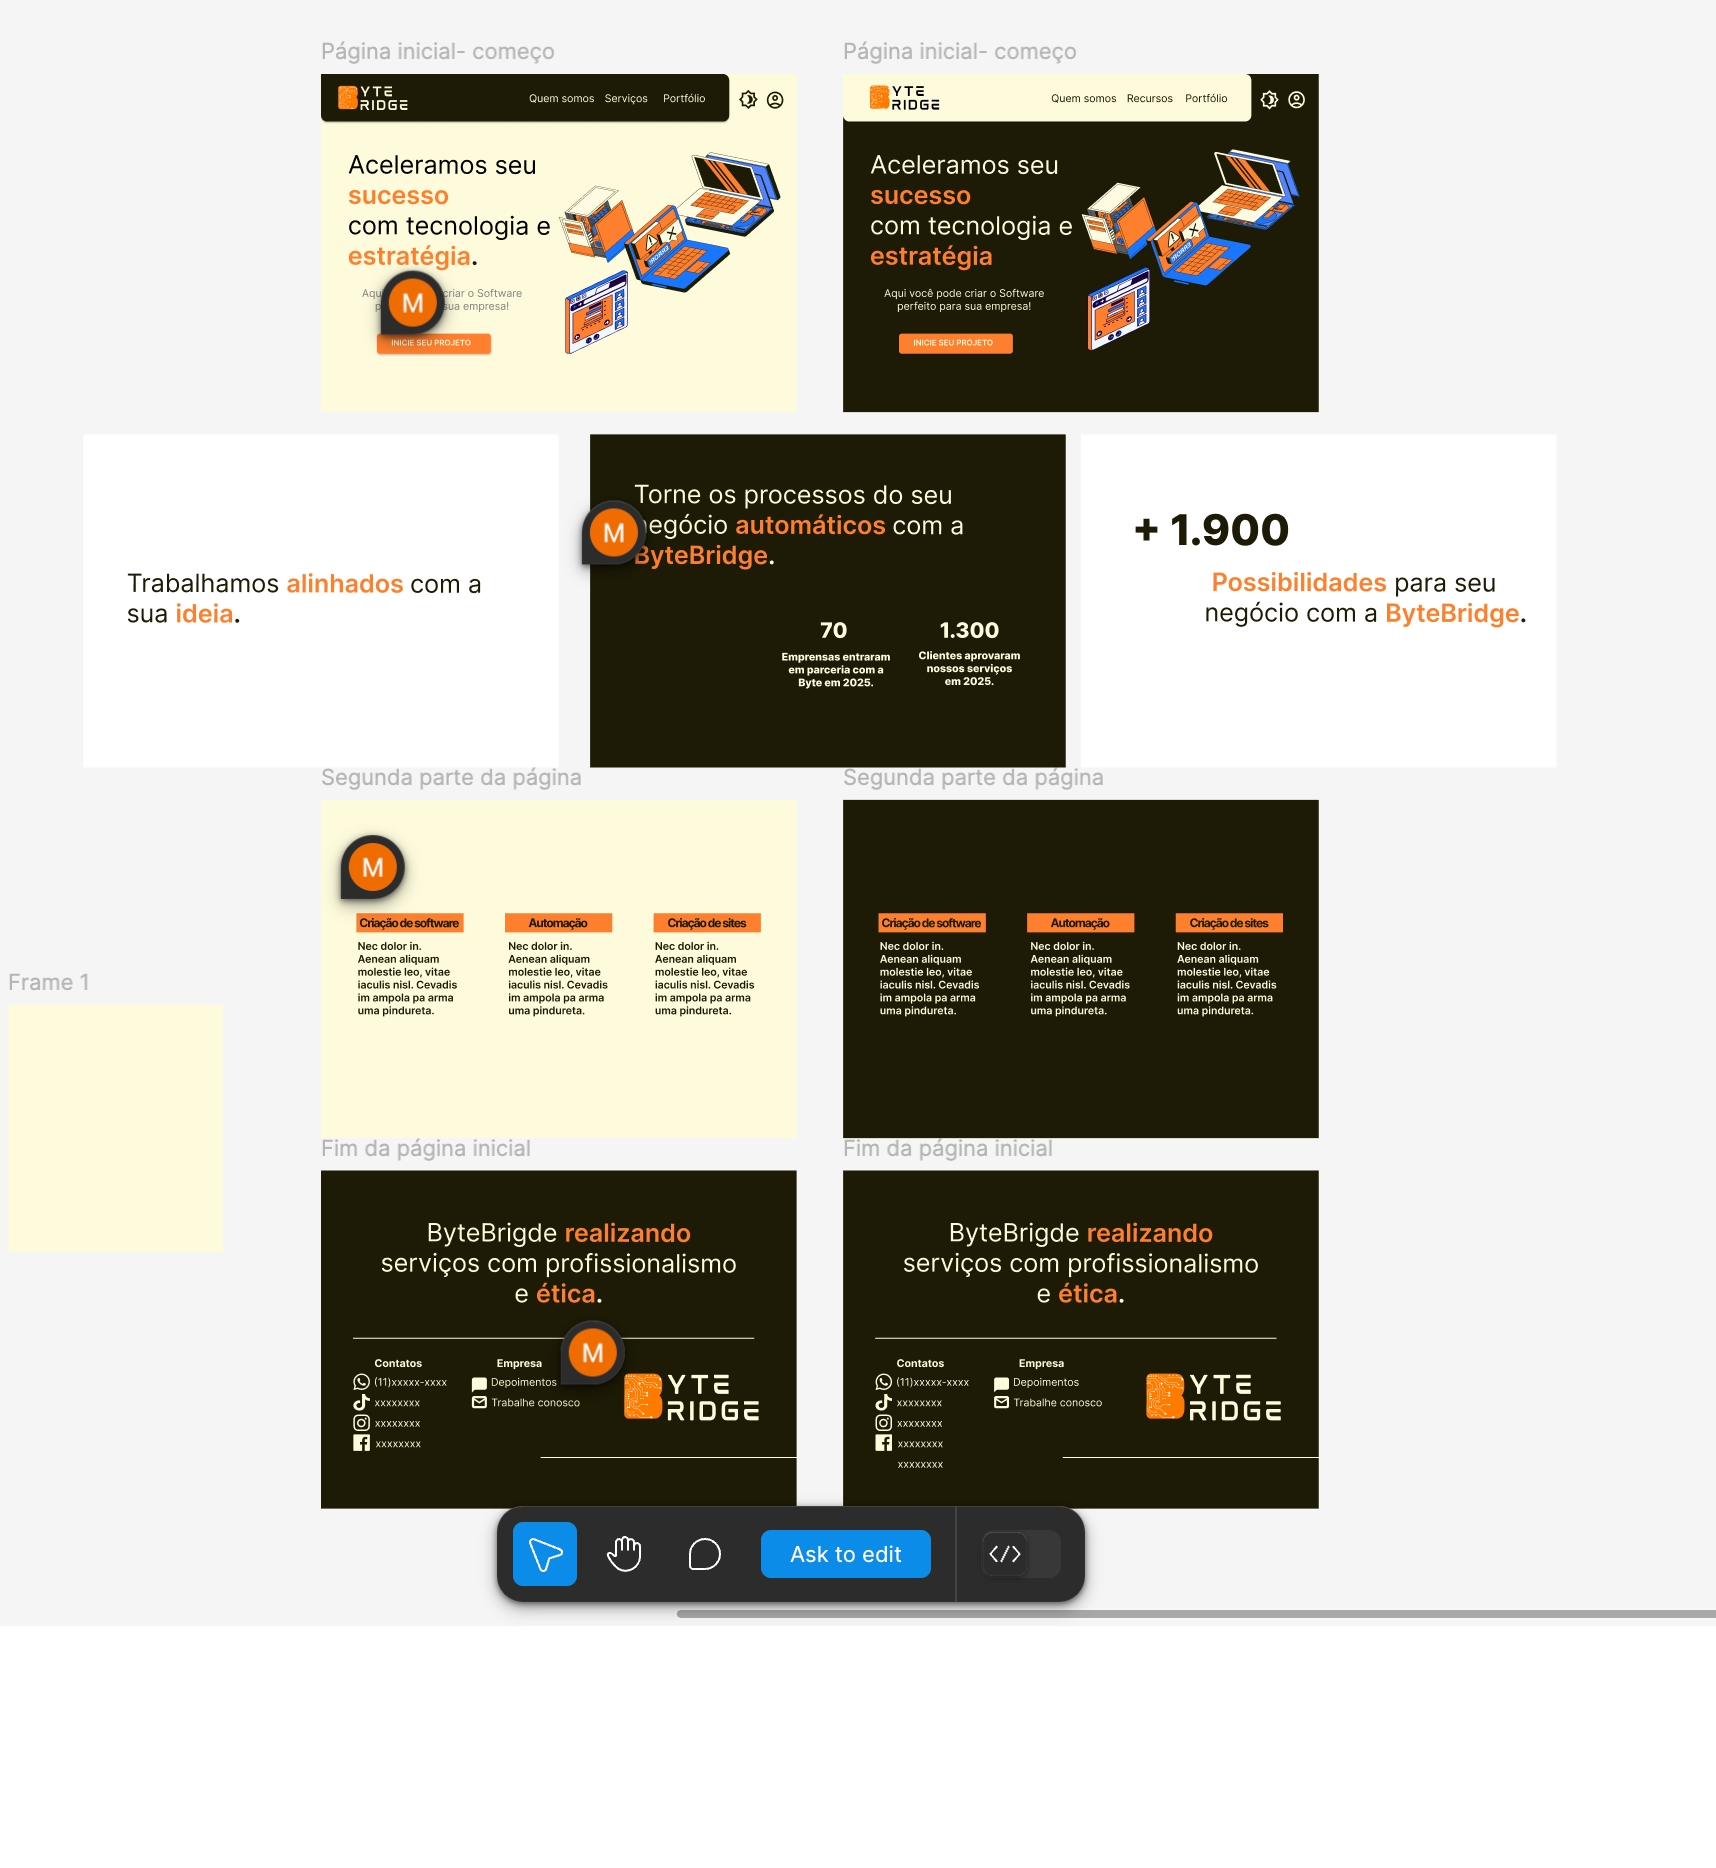 Página inicial- começo
YTE
RIDGE
Quem somos Serviços Portfólio
Aceleramos seu
sucesso
com tecnologia e
estratégia.
Aqu criar o Software
p sua empresa!
INICIE SEU PROJETO
M
Página inicial- começo
YTE
RIDGE
Quem somos Recursos Portfólio
Aceleramos seu
sucesso
com tecnologia e
estratégia
Aqui você pode criar o Software
perfeito para sua empresa!
INICIE SEU PROJETO
Trabalhamos alinhados com a
sua ideia.
M
Torne os processos do seu
negócio automáticos com a
ByteBridge.
70
Emprensas entraram
em parceria com a
Byte em 2025.
1.300
Clientes aprovaram
nossos serviços
em 2025.
+ 1.900
Possibilidades para seu
negócio com a ByteBridge.
Segunda parte da página
M
Criação de software
Nec dolor in.
Aenean aliquam
molestie leo, vitae
iaculis nisl. Cevadis
im ampola pa arma
uma pindureta.
Automação
Nec dolor in.
Aenean aliquam
molestie leo, vitae
iaculis nisl. Cevadis
im ampola pa arma
uma pindureta.
Criação de sites
Nec dolor in.
Aenean aliquam
molestie leo, vitae
iaculis nisl. Cevadis
im ampola pa arma
uma pindureta.
Segunda parte da página
Criação de software
Nec dolor in.
Aenean aliquam
molestie leo, vitae
iaculis nisl. Cevadis
im ampola pa arma
uma pindureta.
Automação
Nec dolor in.
Aenean aliquam
molestie leo, vitae
iaculis nisl. Cevadis
im ampola pa arma
uma pindureta.
Criação de sites
Nec dolor in.
Aenean aliquam
molestie leo, vitae
iaculis nisl. Cevadis
im ampola pa arma
uma pindureta.
Frame 1
Fim da página inicial
ByteBrigde realizando
serviços com profissionalismo
e ética.
M
Contatos
(11)xxxxx-xxxx
xxxxxxxx
xxxxxxxx
xxxxxxxx
Empresa
Depoimentos
Trabalhe conosco
YTE
RIDGE
Fim da página inicial
ByteBrigde realizando
serviços com profissionalismo
e ética.
Contatos
(11)xxxxx-xxxx
xxxxxxxx
xxxxxxxx
xxxxxxxx
xxxxxxxx
Empresa
Depoimentos
Trabalhe conosco
YTE
RIDGE
Ask to edit